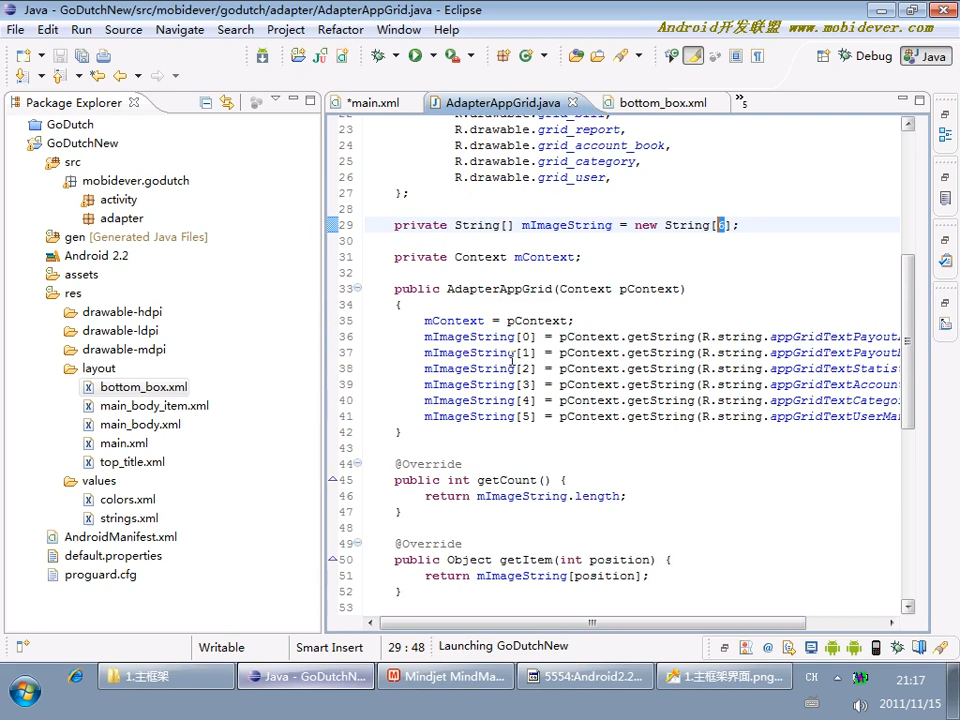 Java - GoDutchNew/src/mobidever/godutch/adapter/AdapterAppGrid.java - Eclipse
File Edit Run Source Navigate Search Project Refactor Window Help
Android开发联盟 www.mobidever.com
Debug Java
Package Explorer
*main.xml AdapterAppGrid.java bottom_box.xml »5
GoDutch
GoDutchNew
src
mobidever.godutch
activity
adapter
gen [Generated Java Files]
Android 2.2
assets
res
drawable-hdpi
drawable-ldpi
drawable-mdpi
layout
bottom_box.xml
main_body_item.xml
main_body.xml
main.xml
top_title.xml
values
colors.xml
strings.xml
AndroidManifest.xml
default.properties
proguard.cfg
23 R.drawable.grid_report,
24 R.drawable.grid_account_book,
25 R.drawable.grid_category,
26 R.drawable.grid_user,
27 };
28
29 private String[] mImageString = new String[6];
30
31 private Context mContext;
32
33 public AdapterAppGrid(Context pContext)
34 {
35 mContext = pContext;
36 mImageString[0] = pContext.getString(R.string.appGridTextPayout
37 mImageString[1] = pContext.getString(R.string.appGridTextPayout
38 mImageString[2] = pContext.getString(R.string.appGridTextStatis
39 mImageString[3] = pContext.getString(R.string.appGridTextAccoun
40 mImageString[4] = pContext.getString(R.string.appGridTextCatego
41 mImageString[5] = pContext.getString(R.string.appGridTextUserMa
42 }
43
44 @Override
45 public int getCount() {
46 return mImageString.length;
47 }
48
49 @Override
50 public Object getItem(int position) {
51 return mImageString[position];
52 }
53
Writable Smart Insert 29 : 48 Launching GoDutchNew
1.主框架 Java - GoDutchN... Mindjet MindMa... 5554:Android2.2... 1.主框架界面.png... CH 21:17
2011/11/15